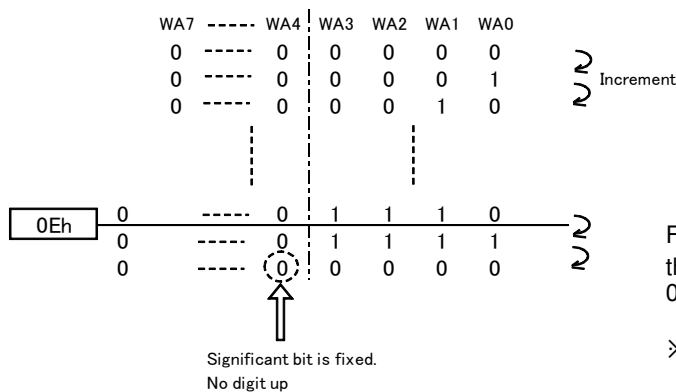 WA7 ----- WA4 WA3 WA2 WA1 WA0
0 ----- 0 0 0 0 0
0 ----- 0 0 0 0 1
Increment
0 ----- 0 0 0 1 0
0 ----- 0 1 1 1 0
0Eh
0 ----- 0 1 1 1 1
0 ----- 0 0 0 0 0
Significant bit is fixed.
No digit up
※